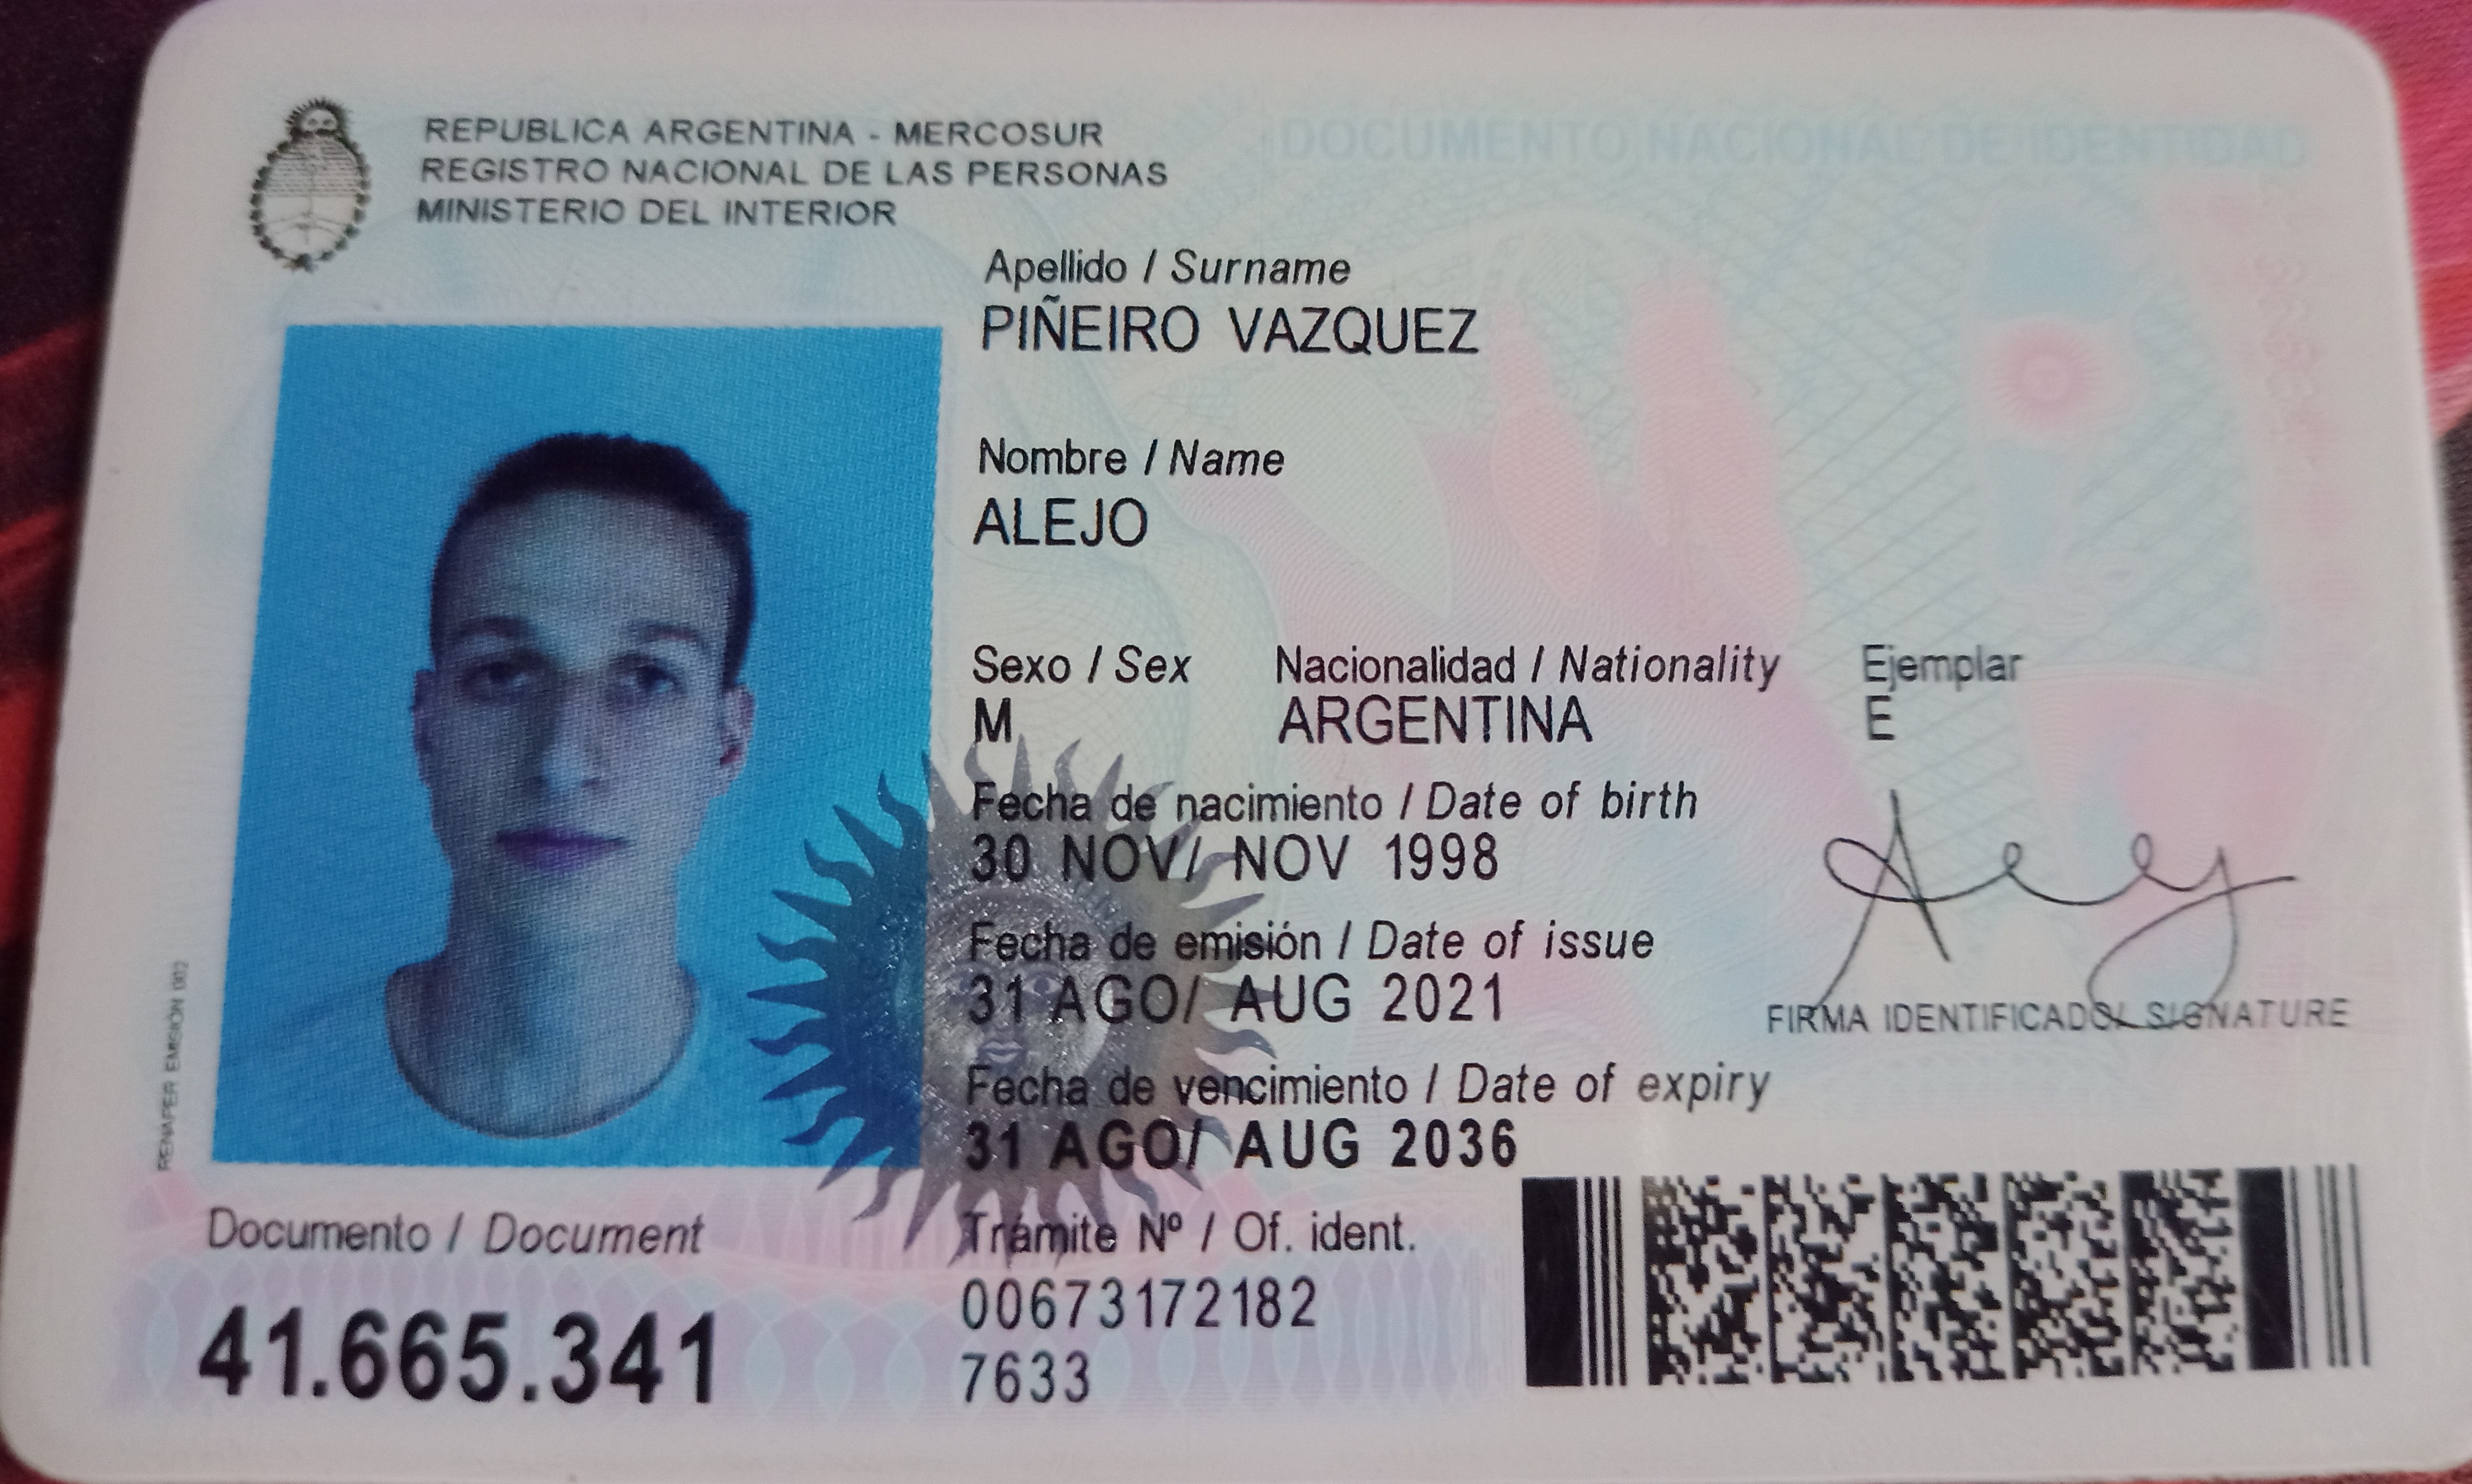 REPUBLICA ARGENTINA - MERCOSUR
REGISTRO NACIONAL DE LAS PERSONAS
MINISTERIO DEL INTERIOR
DOCUMENTO NACIONAL DE IDENTIDAD
Apellido / Surname
PIÑEIRO VAZQUEZ
Nombre / Name
ALEJO
Sexo / Sex Nacionalidad / Nationality Ejemplar
M ARGENTINA E
Fecha de nacimiento / Date of birth
30 NOV/ NOV 1998
Fecha de emisión / Date of issue
31 AGO/ AUG 2021
FIRMA IDENTIFICADO/ SIGNATURE
Fecha de vencimiento / Date of expiry
31 AGO/ AUG 2036
RENAPER EMISIÓN 002
Documento / Document
41.665.341
Trámite Nº / Of. ident.
00673172182
7633